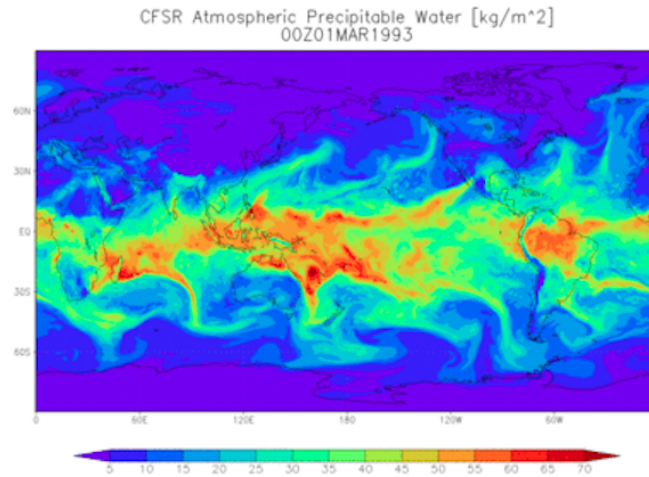 CFSR Atmospheric Precipitable Water [kg/m^2]
00Z01MAR1993
60N
30N
EQ
30S
60S
0 60E 120E 180 120W 60W
5 10 15 20 25 30 35 40 45 50 55 60 65 70